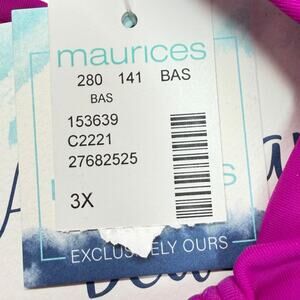 maurices
280 141 BAS
BAS
153639
C2221
27682525
3X
EXCLUSIVELY OURS